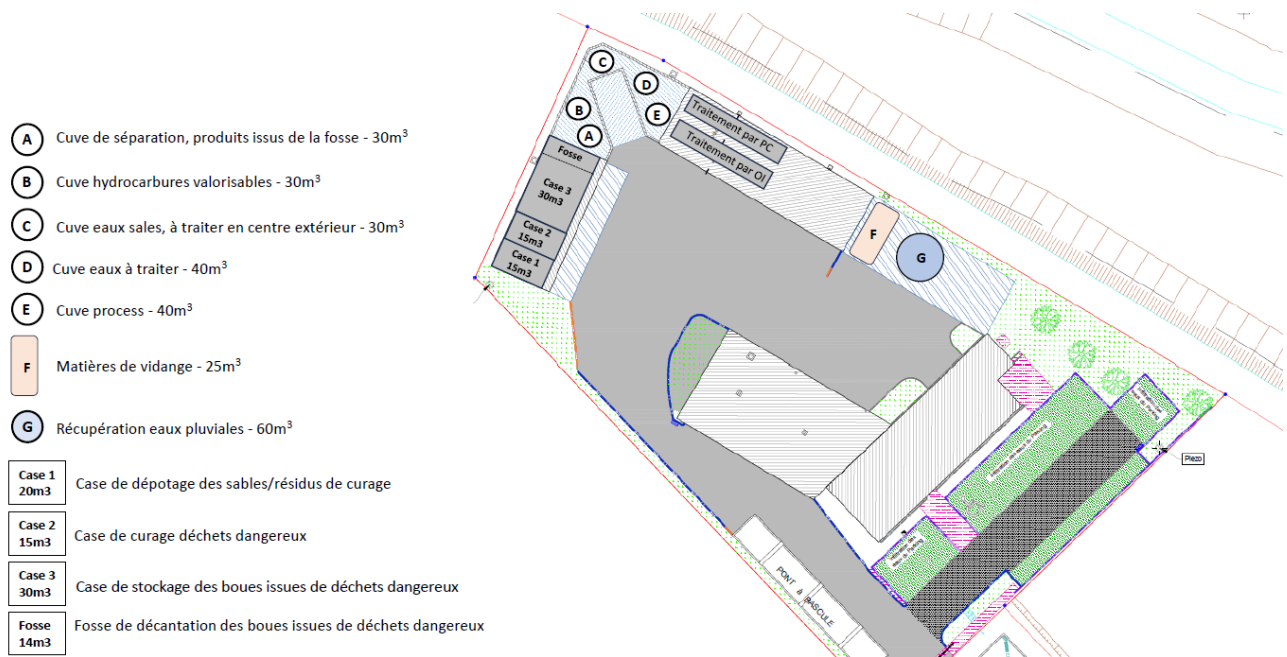 A Cuve de séparation, produits issus de la fosse - 30m³
B Cuve hydrocarbures valorisables - 30m³
C Cuve eaux sales, à traiter en centre extérieur - 30m³
D Cuve eaux à traiter - 40m³
E Cuve process - 40m³
F Matières de vidange - 25m³
G Récupération eaux pluviales - 60m³
Case 1
20m3
Case de dépotage des sables/résidus de curage
Case 2
15m3
Case de curage déchets dangereux
Case 3
30m3
Case de stockage des boues issues de déchets dangereux
Fosse
14m3
Fosse de décantation des boues issues de déchets dangereux
C
D
B
E
A
Traitement par PC
Traitement par OI
Fosse
Case 3
30m3
Case 2
15m3
Case 1
15m3
F
G
Piezo
PONT
à
BASCULE